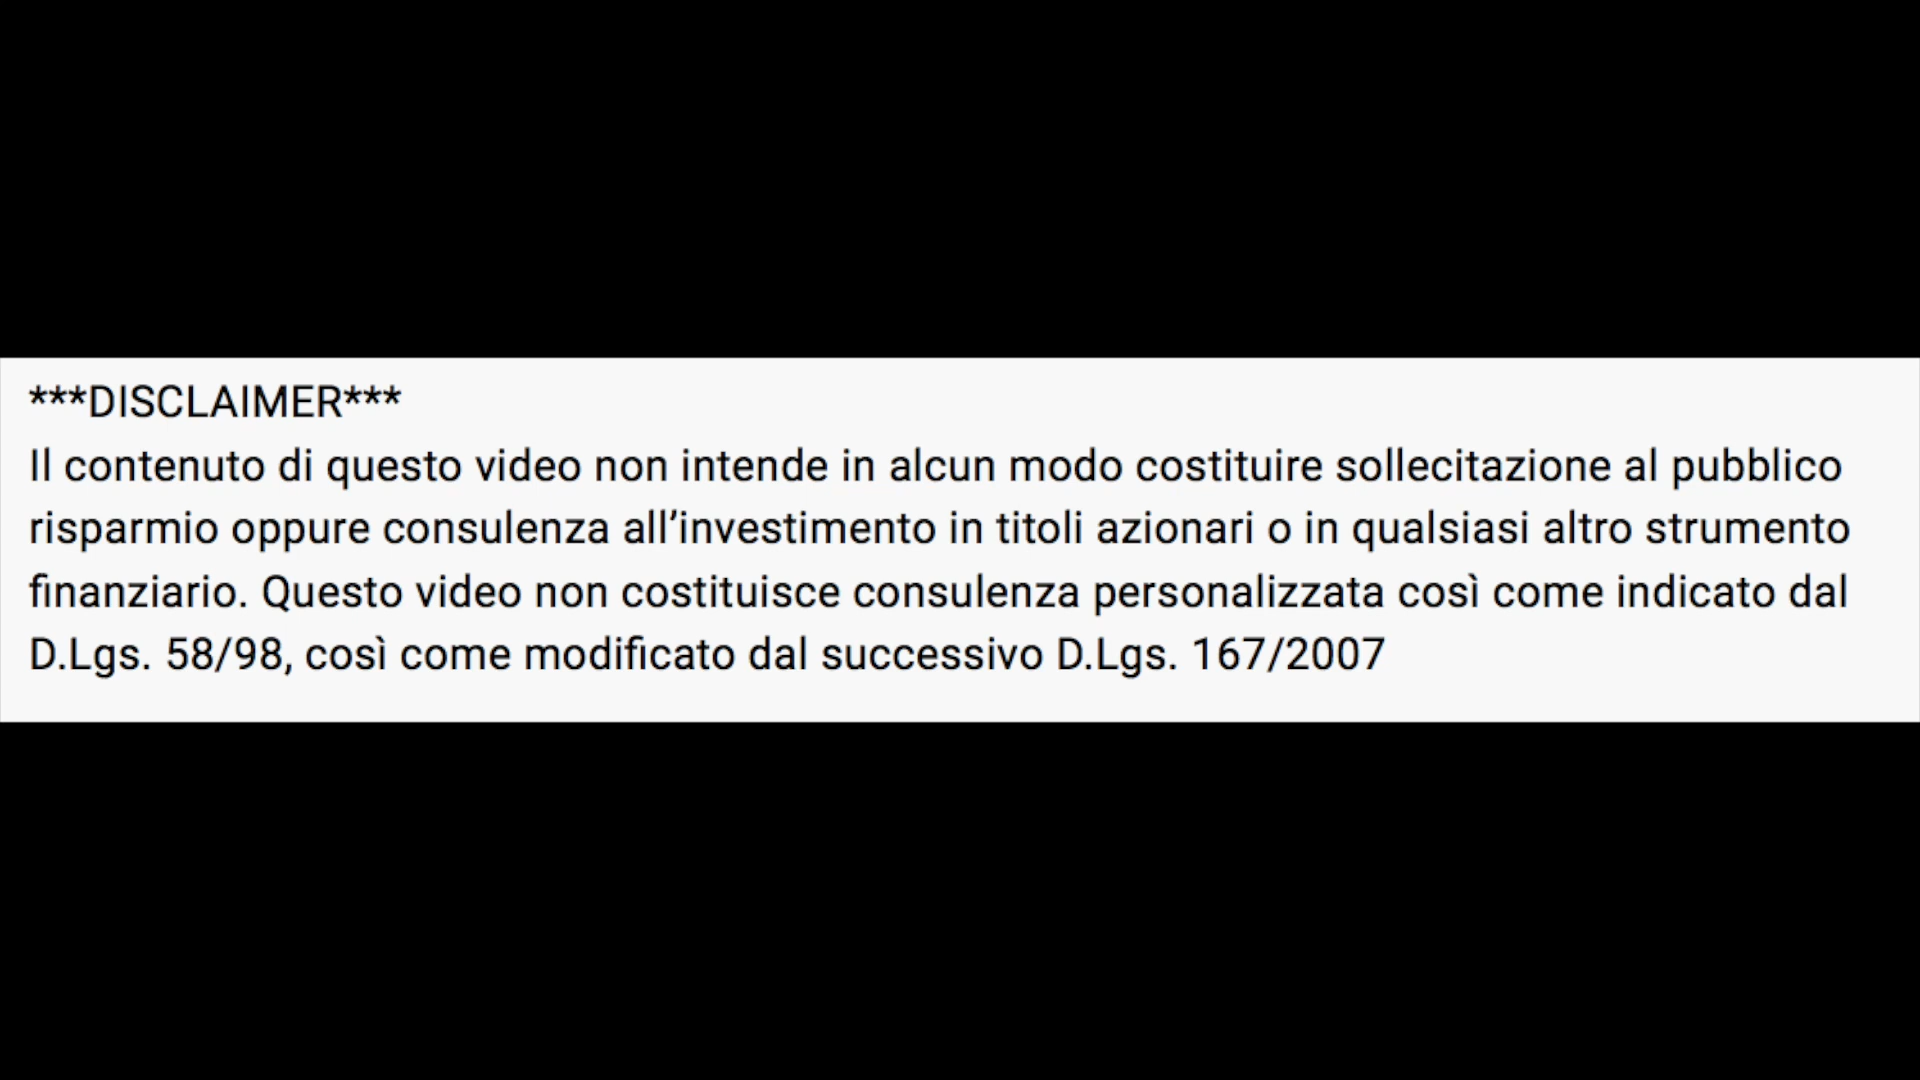 ***DISCLAIMER***
Il contenuto di questo video non intende in alcun modo costituire sollecitazione al pubblico
risparmio oppure consulenza all’investimento in titoli azionari o in qualsiasi altro strumento
finanziario. Questo video non costituisce consulenza personalizzata così come indicato dal
D.Lgs. 58/98, così come modificato dal successivo D.Lgs. 167/2007